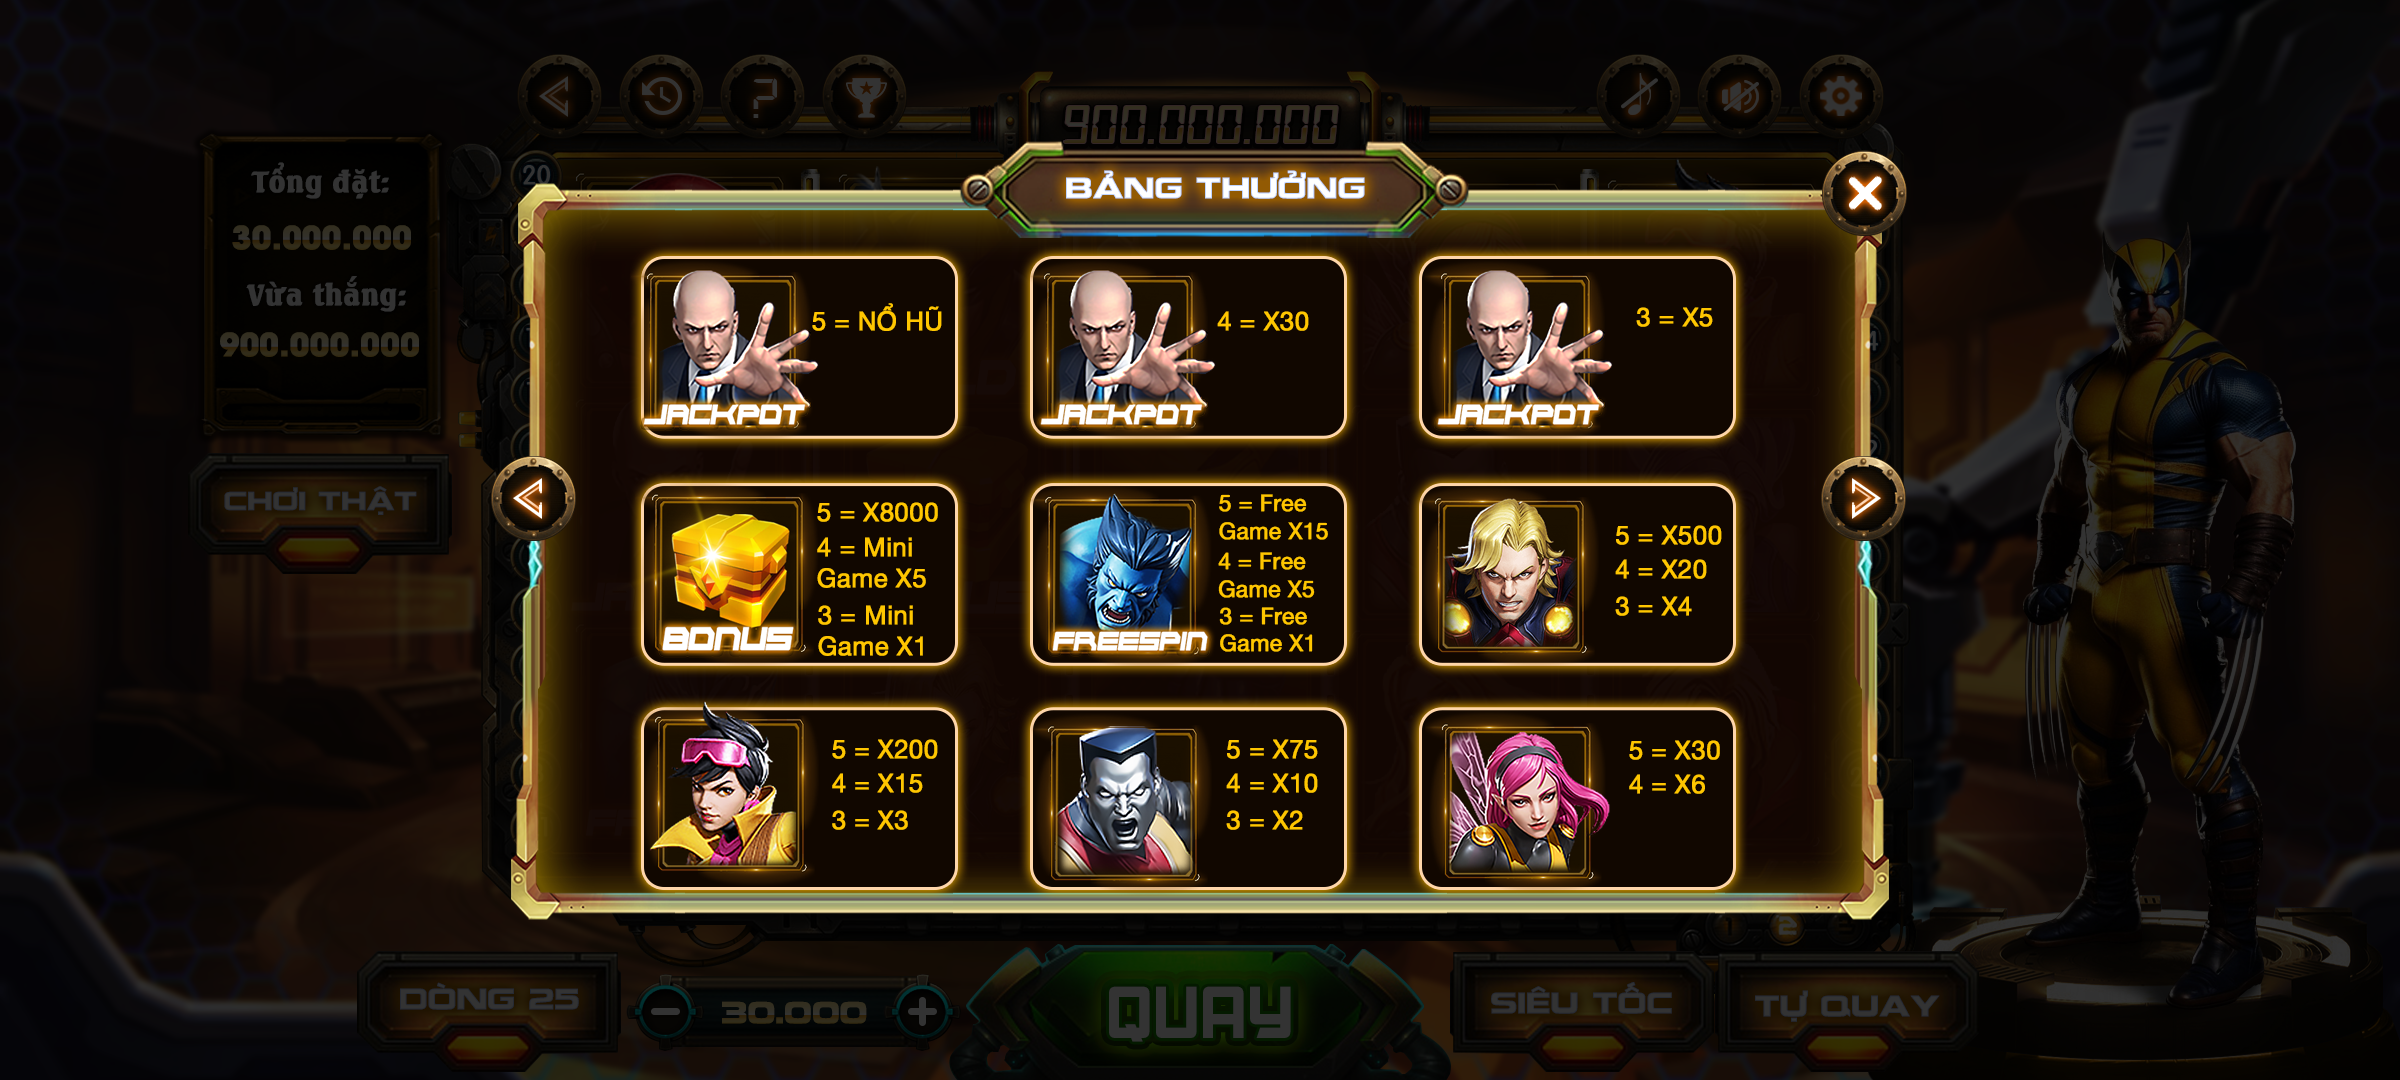 900.000.000
BẢNG THƯỞNG
Tổng đặt:
30.000.000
Vừa thắng:
900.000.000
CHƠI THẬT
20
JACKPOT
5 = NỔ HŨ
JACKPOT
4 = X30
JACKPOT
3 = X5
BONUS
5 = X8000
4 = Mini
Game X5
3 = Mini
Game X1
FREESPIN
5 = Free
Game X15
4 = Free
Game X5
3 = Free
Game X1
5 = X500
4 = X20
3 = X4
5 = X200
4 = X15
3 = X3
5 = X75
4 = X10
3 = X2
5 = X30
4 = X6
1
2
DÒNG 25
30.000
QUAY
SIÊU TỐC
TỰ QUAY